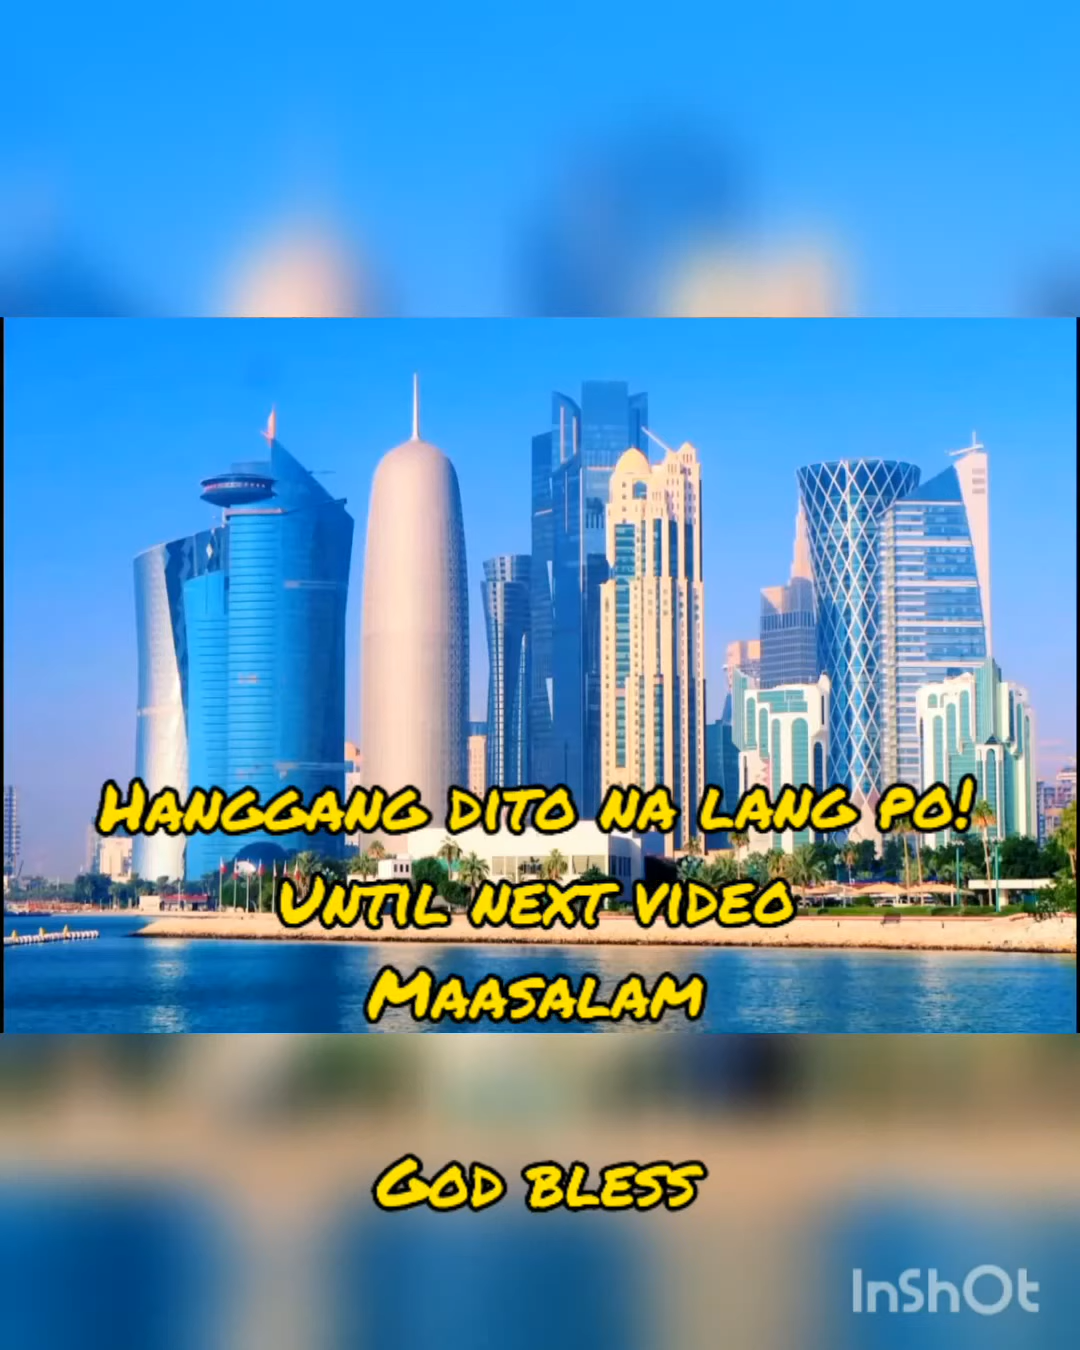 Hanggang dito na lang po!
Until next video
Maasalam
God bless
InShOt